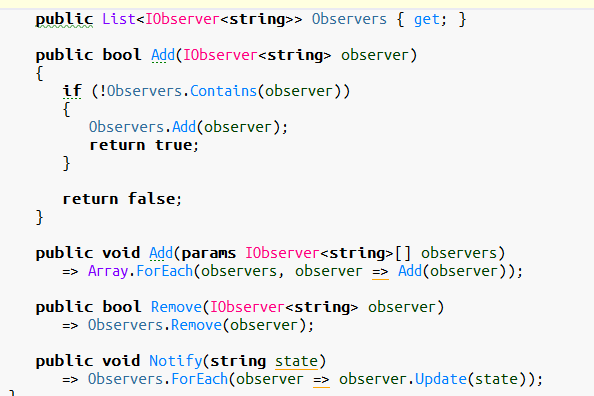 public List<IObserver<string>> Observers { get; }
public bool Add(IObserver<string> observer)
{
if (!Observers.Contains(observer))
{
Observers.Add(observer);
return true;
}
return false;
}
public void Add(params IObserver<string>[] observers)
=> Array.ForEach(observers, observer => Add(observer));
public bool Remove(IObserver<string> observer)
=> Observers.Remove(observer);
public void Notify(string state)
=> Observers.ForEach(observer => observer.Update(state));
}